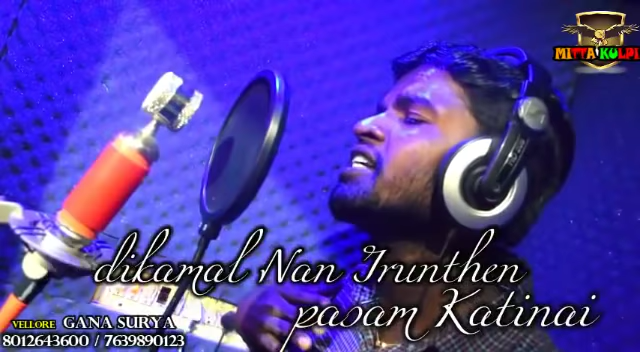 MITTA KULPI
dikamal Nan Irunthen
pasam Katinai
VELLORE GANA SURYA
8012643600 / 7639890123